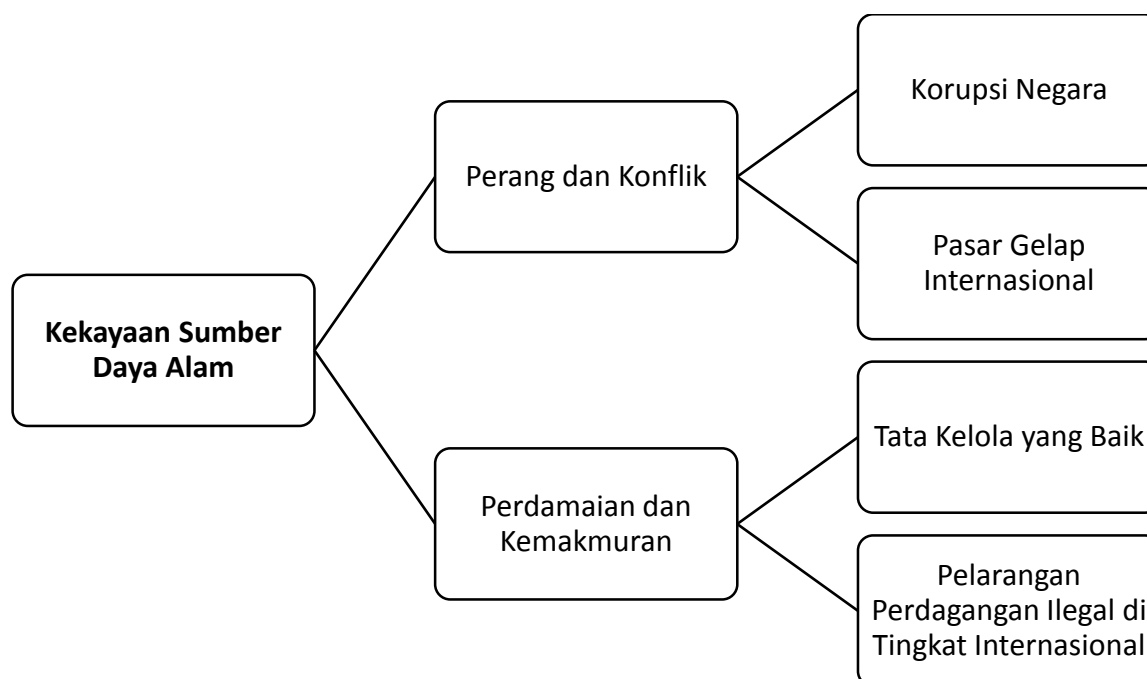 Kekayaan Sumber
Daya Alam
Perang dan Konflik
Korupsi Negara
Pasar Gelap
Internasional
Perdamaian dan
Kemakmuran
Tata Kelola yang Baik
Pelarangan
Perdagangan Ilegal di
Tingkat Internasional